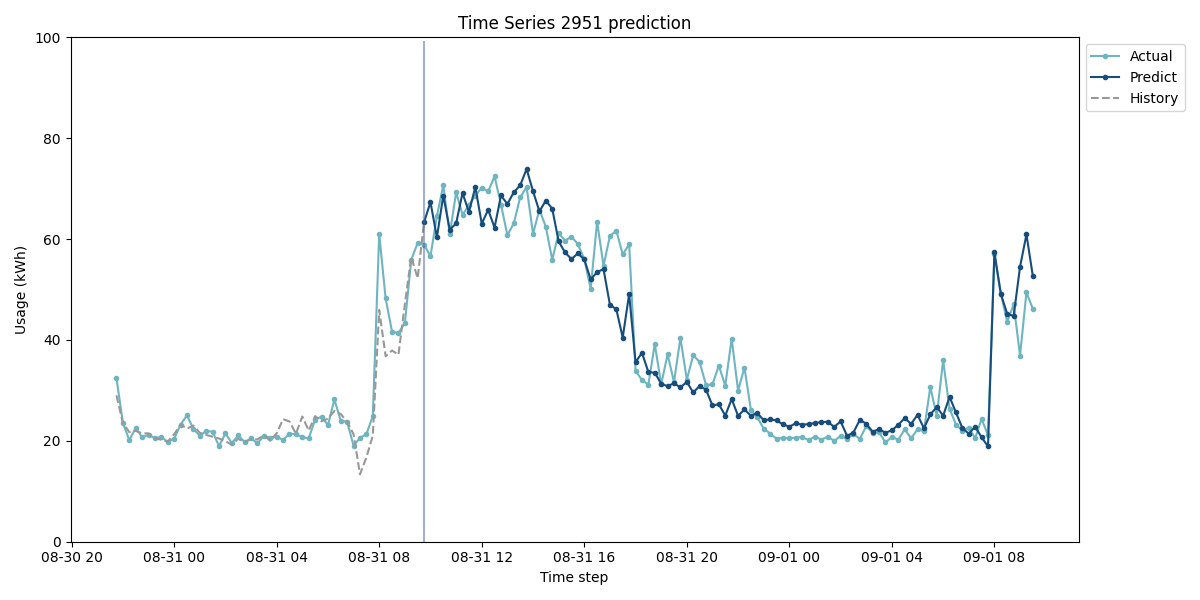 Time Series 2951 prediction
100
80
60
40
20
0
Usage (kWh)
08-30 20
08-31 00
08-31 04
08-31 08
08-31 12
08-31 16
08-31 20
09-01 00
09-01 04
09-01 08
Time step
Actual
Predict
History